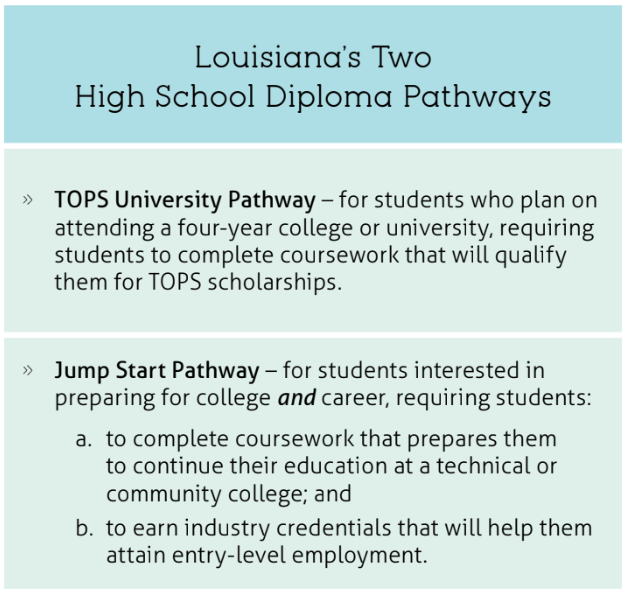 Louisiana's Two
High School Diploma Pathways
» TOPS University Pathway – for students who plan on
attending a four-year college or university, requiring
students to complete coursework that will qualify
them for TOPS scholarships.
» Jump Start Pathway – for students interested in
preparing for college and career, requiring students:
a. to complete coursework that prepares them
to continue their education at a technical or
community college; and
b. to earn industry credentials that will help them
attain entry-level employment.